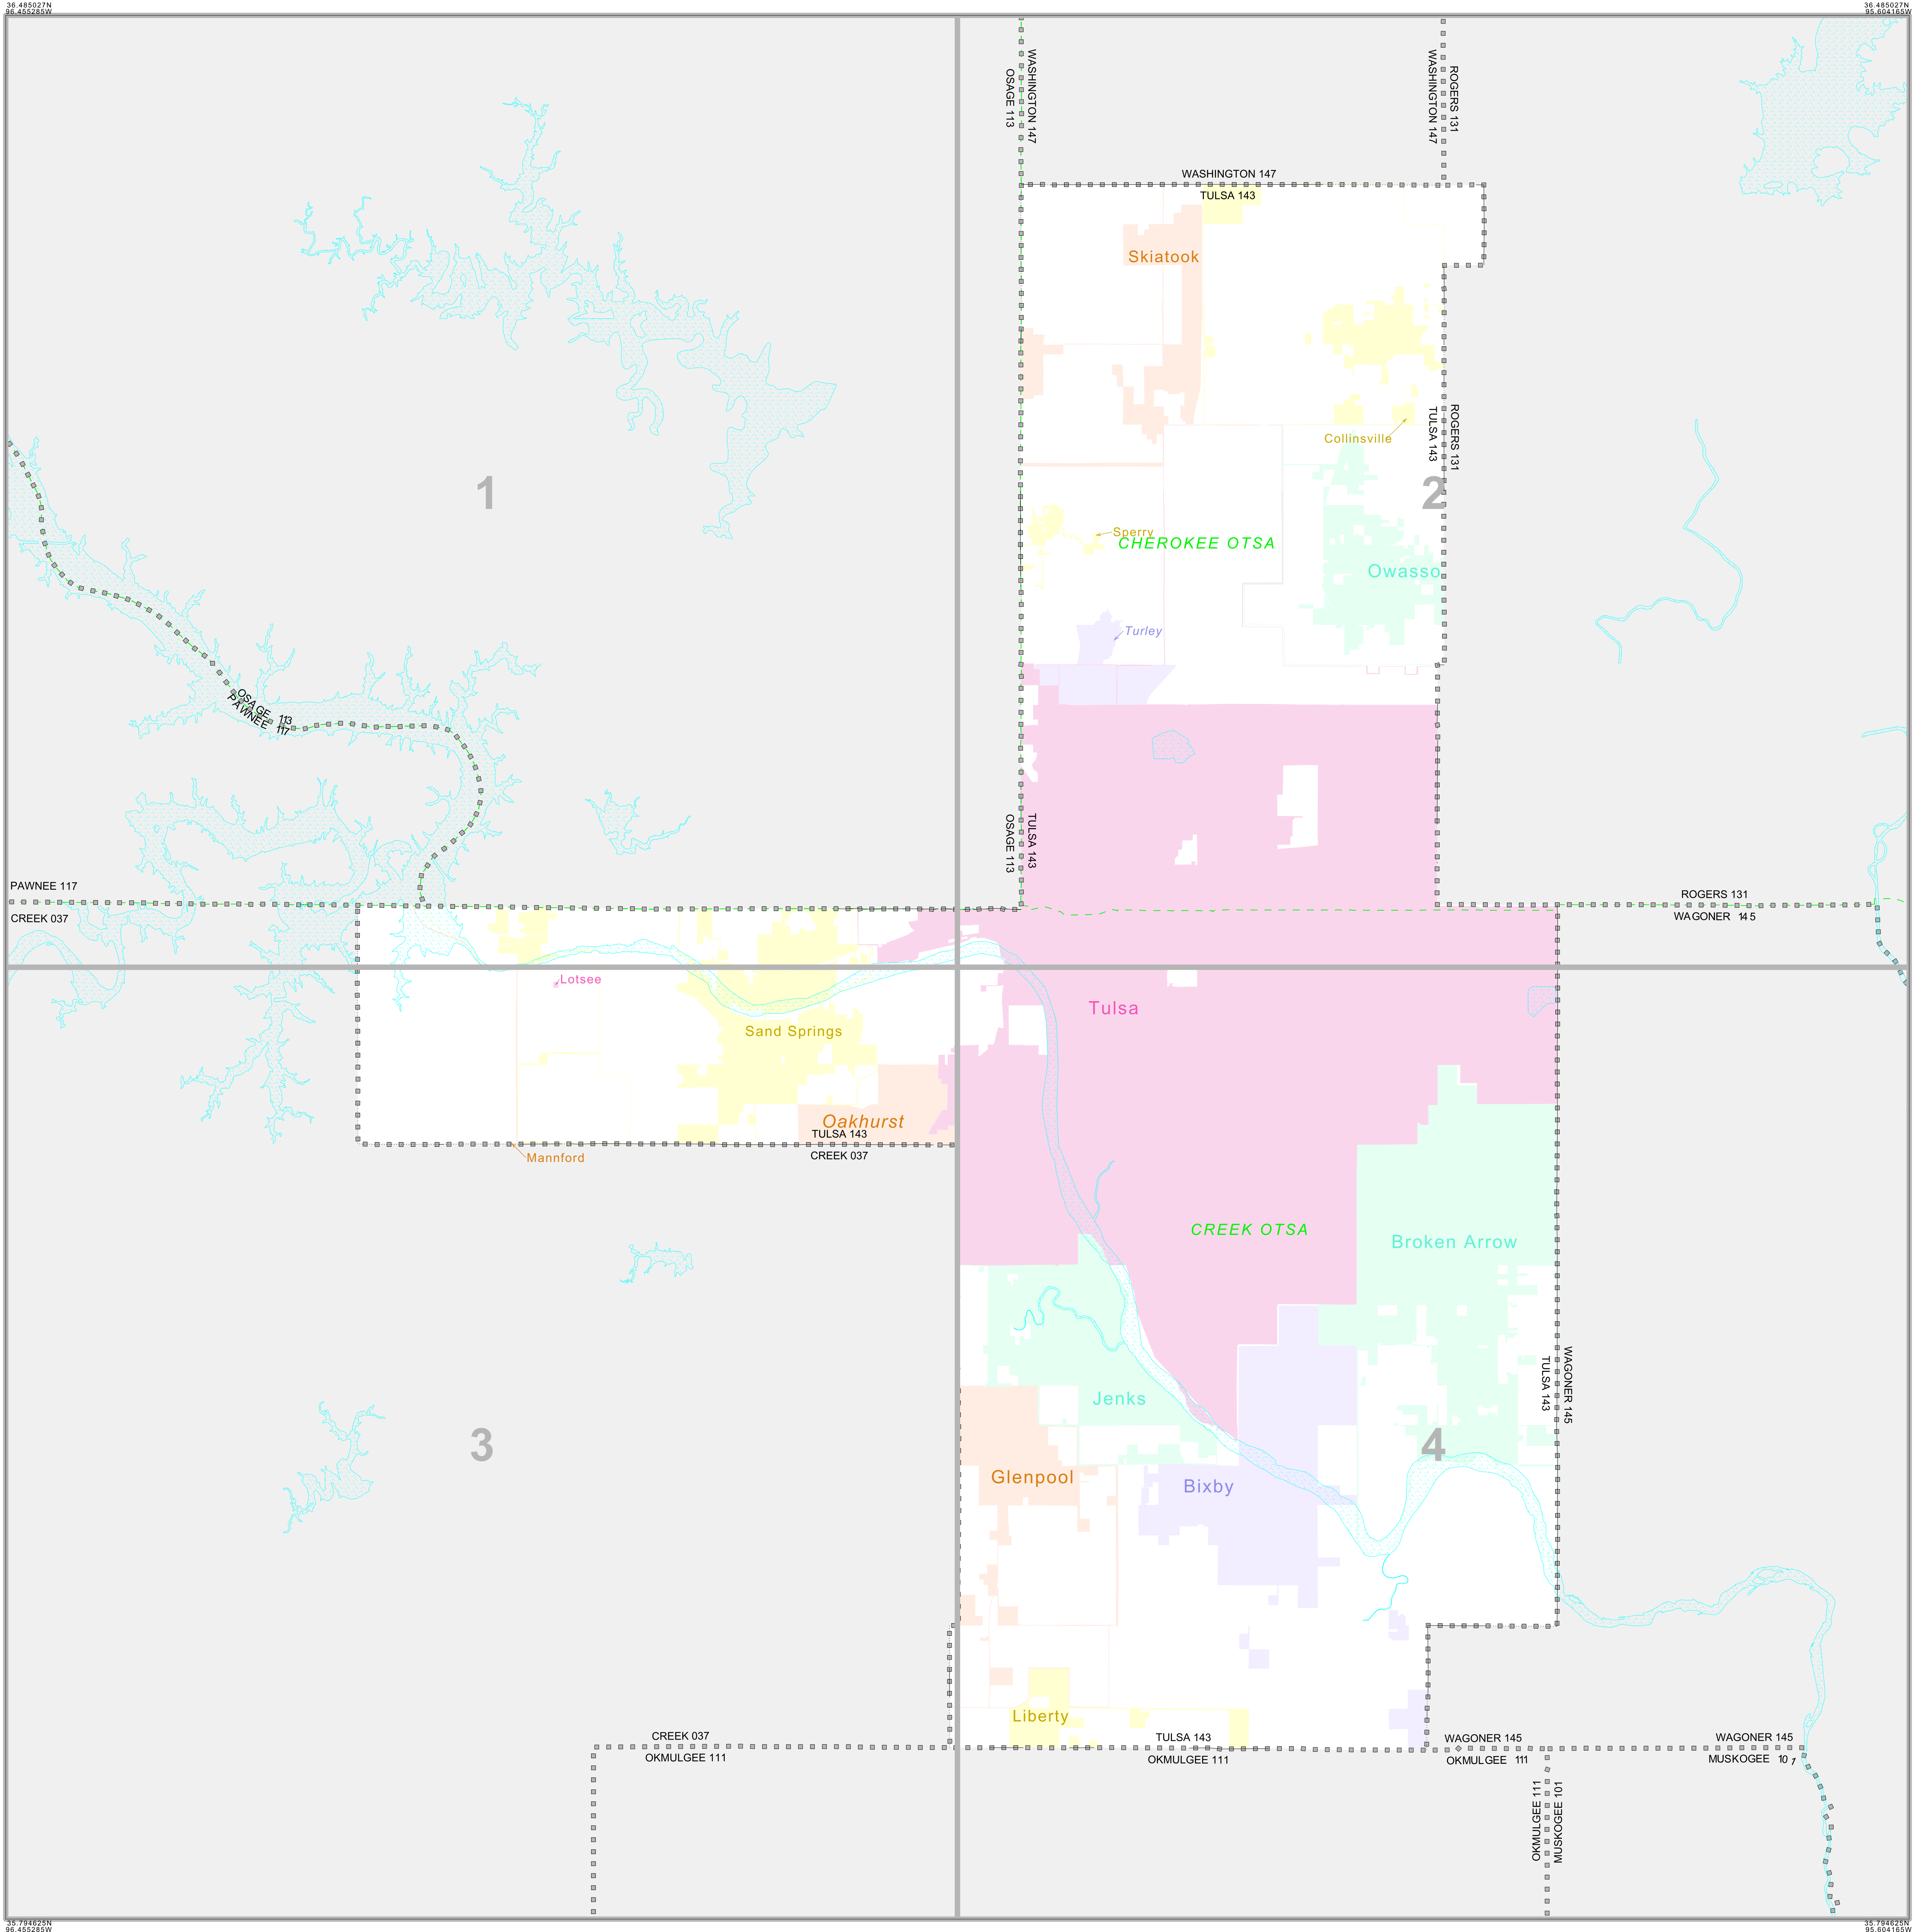 36.485027N
96.455285W
36.485027N
95.604165W
OSAGE 113
WASHINGTON 147
WASHINGTON 147
ROGERS 131
WASHINGTON 147
TULSA 143
Skiatook
Collinsville
TULSA 143
ROGERS 131
1
2
Sperry
CHEROKEE OTSA
Owasso
Turley
OSAGE 113
PAWNEE 117
OSAGE 113
TULSA 143
PAWNEE 117
CREEK 037
ROGERS 131
WAGONER 145
Lotsee
Tulsa
Sand Springs
Oakhurst
TULSA 143
CREEK 037
Mannford
CREEK OTSA
Broken Arrow
TULSA 143
WAGONER 145
Jenks
3
4
Glenpool
Bixby
Liberty
CREEK 037
OKMULGEE 111
TULSA 143
OKMULGEE 111
WAGONER 145
OKMULGEE 111
WAGONER 145
MUSKOGEE 101
OKMULGEE 111
MUSKOGEE 101
35.794625N
96.455285W
35.794625N
95.604165W